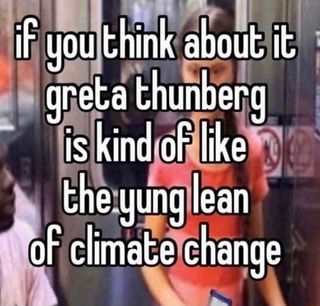 if you think about it
greta thunberg
is kind of like
the yung lean
of climate change